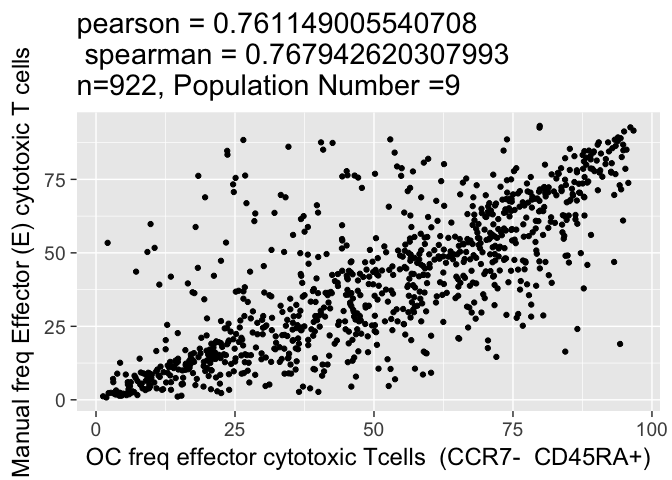 pearson = 0.761149005540708
spearman = 0.767942620307993
n=922, Population Number =9
Manual freq Effector (E) cytotoxic T cells
75
50
25
0
0 25 50 75 100
OC freq effector cytotoxic Tcells  (CCR7-  CD45RA+)